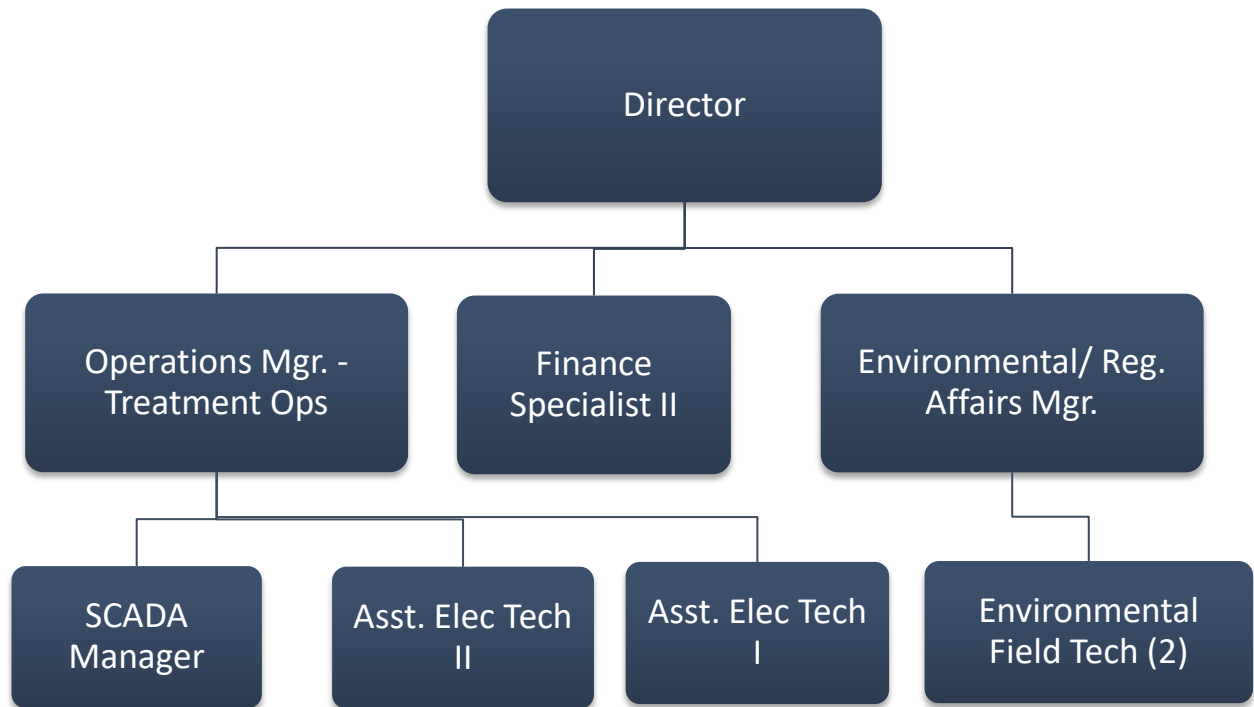 Director
Operations Mgr. -
Treatment Ops
Finance
Specialist II
Environmental/ Reg.
Affairs Mgr.
SCADA
Manager
Asst. Elec Tech
II
Asst. Elec Tech
I
Environmental
Field Tech (2)